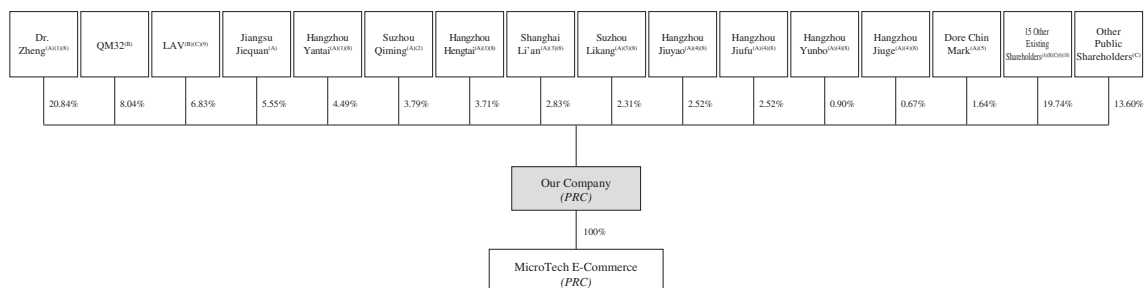 Dr.
Zheng(A)(1)(8)
QM32(B)
LAV(B)(C)(9)
Jiangsu
Jiequan(A)
Hangzhou
Yantai(A)(1)(8)
Suzhou
Qiming(A)(2)
Hangzhou
Hengtai(A)(1)(8)
Shanghai
Li'an(A)(3)(8)
Suzhou
Likang(A)(3)(8)
Hangzhou
Jiuyao(A)(4)(8)
Hangzhou
Jiufu(A)(4)(8)
Hangzhou
Yunbo(A)(4)(8)
Hangzhou
Jiuge(A)(4)(8)
Dore Chin
Mark(A)(5)
15 Other
Existing
Shareholders
Other
Public
Shareholders(C)
20.84%
8.04%
6.83%
5.55%
4.49%
3.79%
3.71%
2.83%
2.31%
2.52%
2.52%
0.90%
0.67%
1.64%
19.74%
13.60%
Our Company
(PRC)
100%
MicroTech E-Commerce
(PRC)